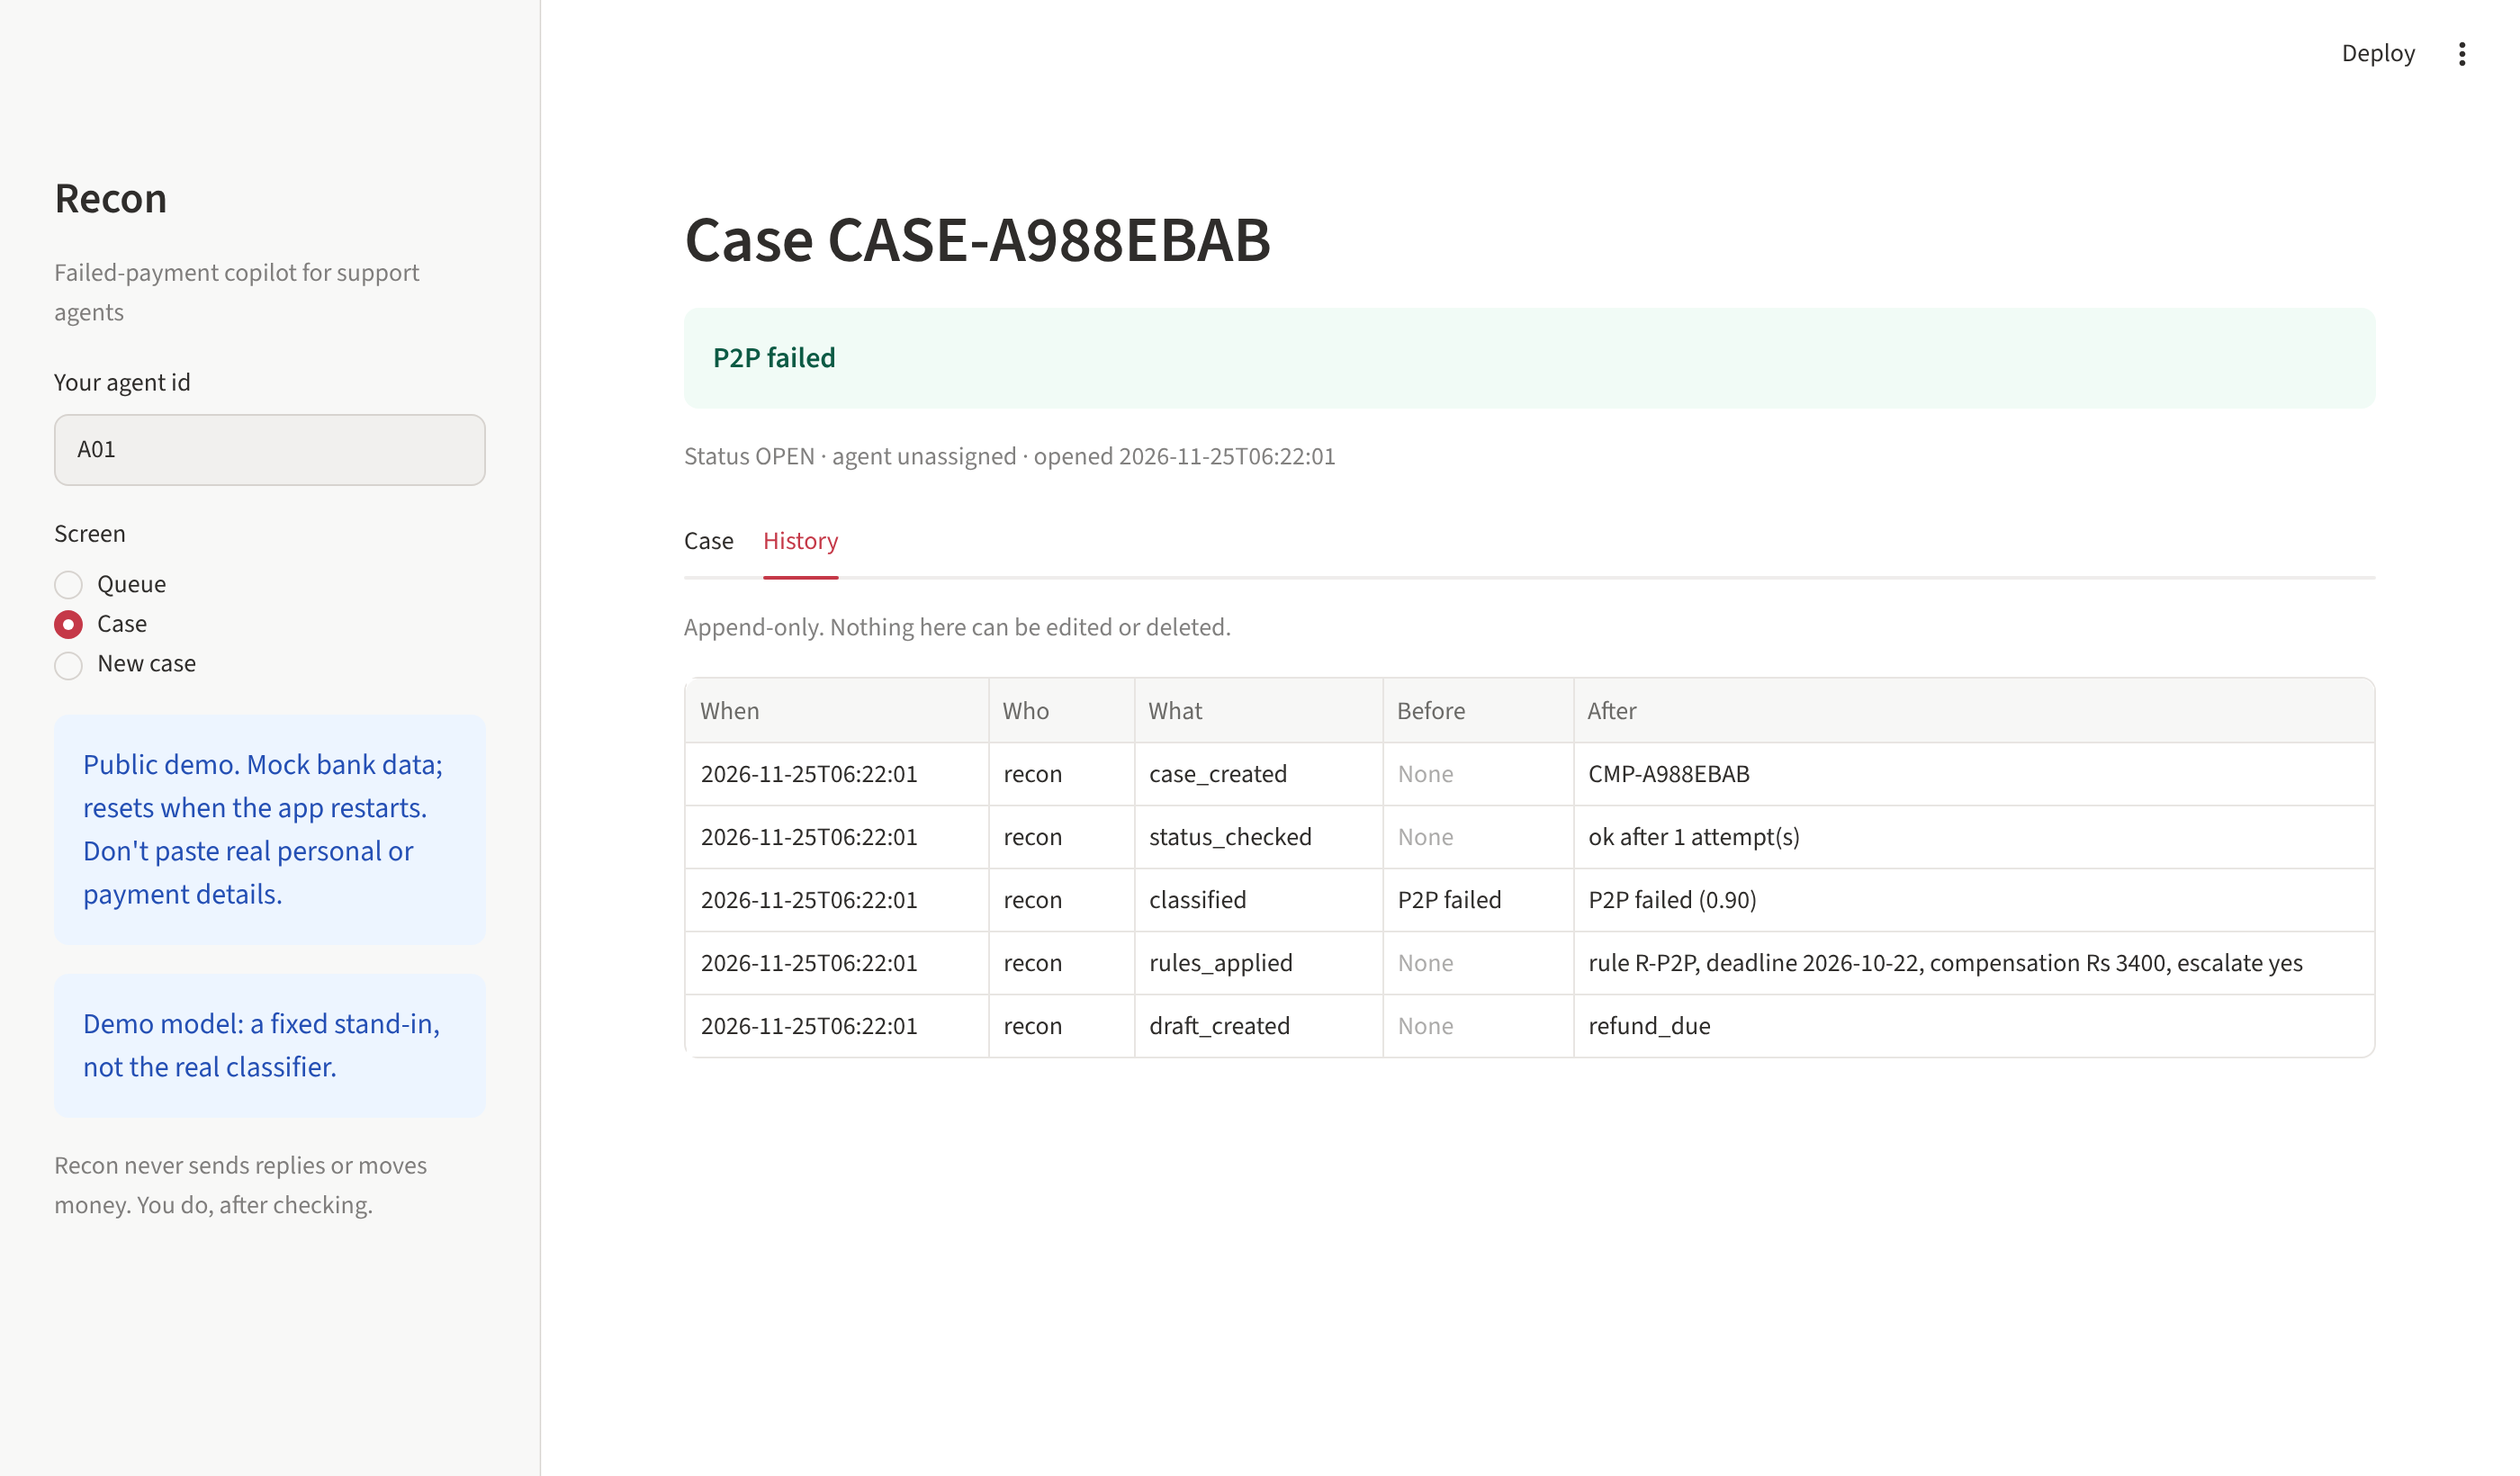 Deploy
Recon
Failed-payment copilot for support
agents
Your agent id
A01
Screen
Queue
Case
New case
Public demo. Mock bank data;
resets when the app restarts.
Don't paste real personal or
payment details.
Demo model: a fixed stand-in,
not the real classifier.
Recon never sends replies or moves
money. You do, after checking.
Case CASE-A988EBAB
P2P failed
Status OPEN · agent unassigned · opened 2026-11-25T06:22:01
Case History
Append-only. Nothing here can be edited or deleted.
When Who What Before After
2026-11-25T06:22:01 recon case_created None CMP-A988EBAB
2026-11-25T06:22:01 recon status_checked None ok after 1 attempt(s)
2026-11-25T06:22:01 recon classified P2P failed P2P failed (0.90)
2026-11-25T06:22:01 recon rules_applied None rule R-P2P, deadline 2026-10-22, compensation Rs 3400, escalate yes
2026-11-25T06:22:01 recon draft_created None refund_due